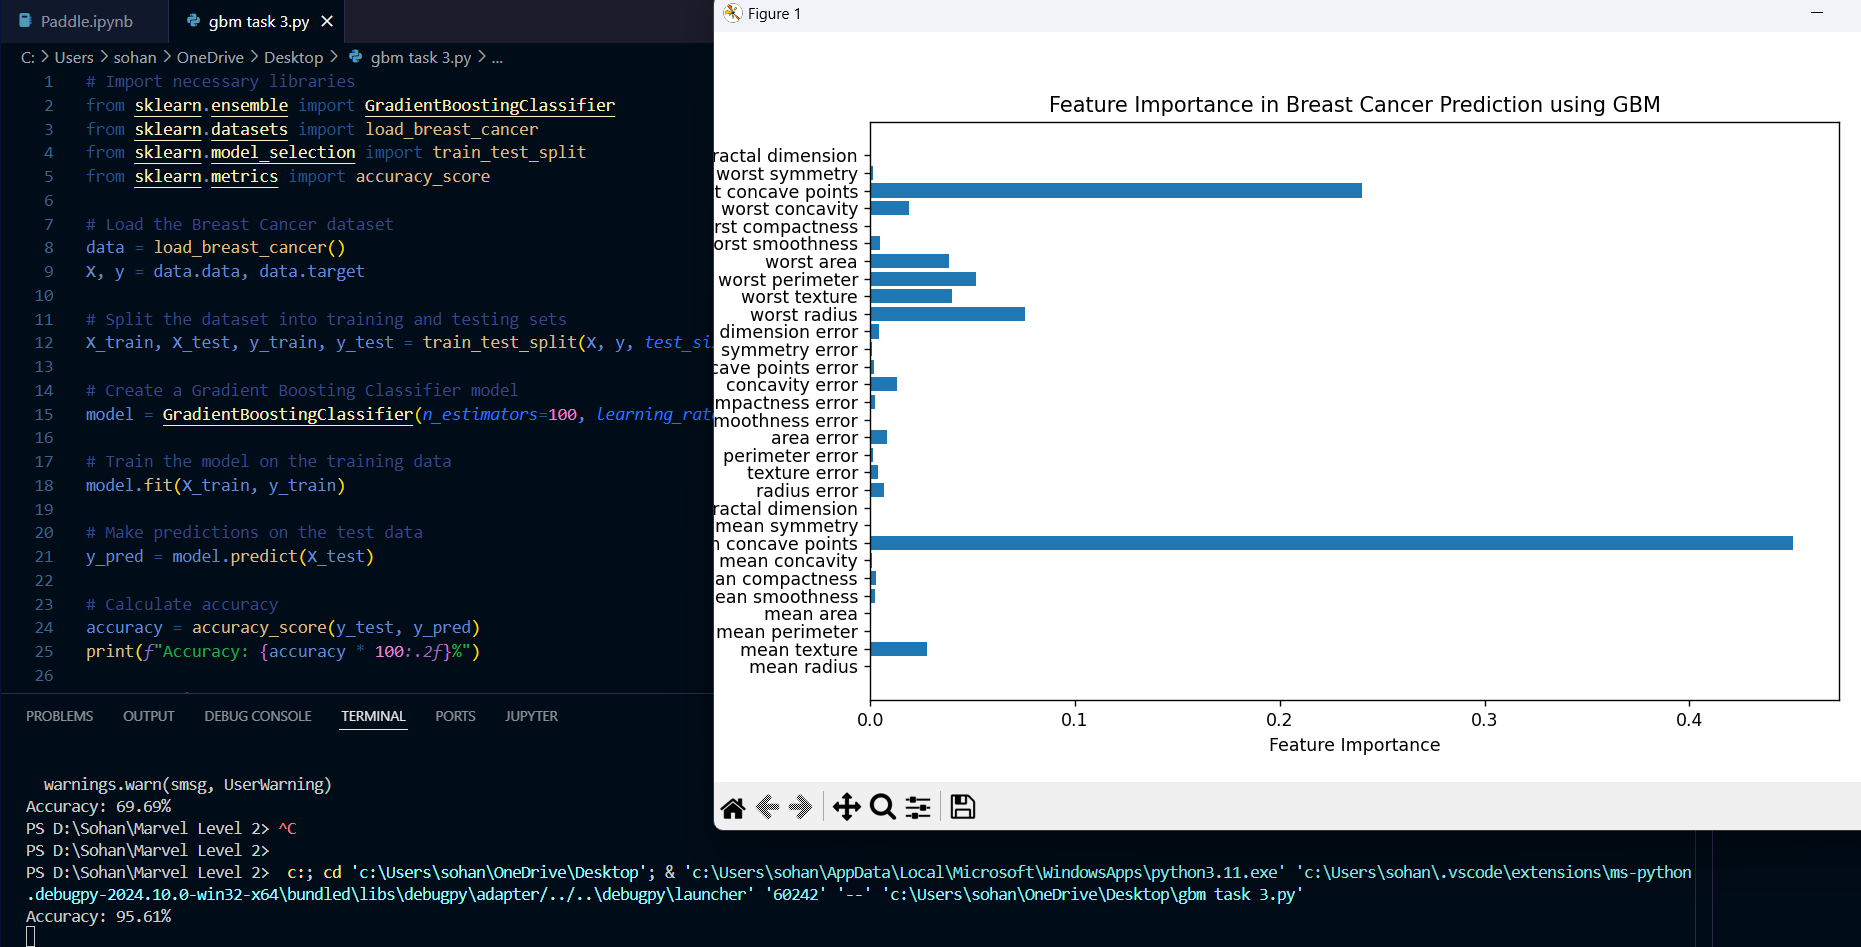 Paddle.ipynb
gbm task 3.py
C: > Users > sohan > OneDrive > Desktop > gbm task 3.py > ...
1 # Import necessary libraries
2 from sklearn.ensemble import GradientBoostingClassifier
3 from sklearn.datasets import load_breast_cancer
4 from sklearn.model_selection import train_test_split
5 from sklearn.metrics import accuracy_score
6
7 # Load the Breast Cancer dataset
8 data = load_breast_cancer()
9 X, y = data.data, data.target
10
11 # Split the dataset into training and testing sets
12 X_train, X_test, y_train, y_test = train_test_split(X, y, test_si
13
14 # Create a Gradient Boosting Classifier model
15 model = GradientBoostingClassifier(n_estimators=100, learning_rat
16
17 # Train the model on the training data
18 model.fit(X_train, y_train)
19
20 # Make predictions on the test data
21 y_pred = model.predict(X_test)
22
23 # Calculate accuracy
24 accuracy = accuracy_score(y_test, y_pred)
25 print(f"Accuracy: {accuracy * 100:.2f}%")
26
Figure 1
Feature Importance in Breast Cancer Prediction using GBM
ractal dimension
worst symmetry
t concave points
worst concavity
rst compactness
orst smoothness
worst area
worst perimeter
worst texture
worst radius
dimension error
symmetry error
cave points error
concavity error
mpactness error
moothness error
area error
perimeter error
texture error
radius error
ractal dimension
mean symmetry
n concave points
mean concavity
an compactness
ean smoothness
mean area
mean perimeter
mean texture
mean radius
0.0 0.1 0.2 0.3 0.4
Feature Importance
PROBLEMS OUTPUT DEBUG CONSOLE TERMINAL PORTS JUPYTER
warnings.warn(smsg, UserWarning)
Accuracy: 69.69%
PS D:\Sohan\Marvel Level 2> ^C
PS D:\Sohan\Marvel Level 2>
PS D:\Sohan\Marvel Level 2> c:; cd 'c:\Users\sohan\OneDrive\Desktop'; & 'c:\Users\sohan\AppData\Local\Microsoft\WindowsApps\python3.11.exe' 'c:\Users\sohan\.vscode\extensions\ms-python
.debugpy-2024.10.0-win32-x64\bundled\libs\debugpy\adapter/../..\debugpy\launcher' '60242' '--' 'c:\Users\sohan\OneDrive\Desktop\gbm task 3.py'
Accuracy: 95.61%